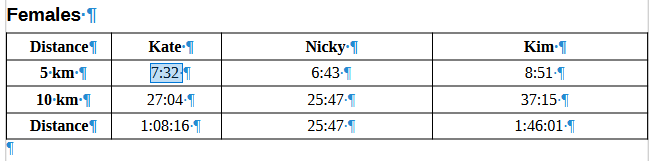 Females
Distance Kate Nicky Kim
5 km 7:32 6:43 8:51
10 km 27:04 25:47 37:15
Distance 1:08:16 25:47 1:46:01